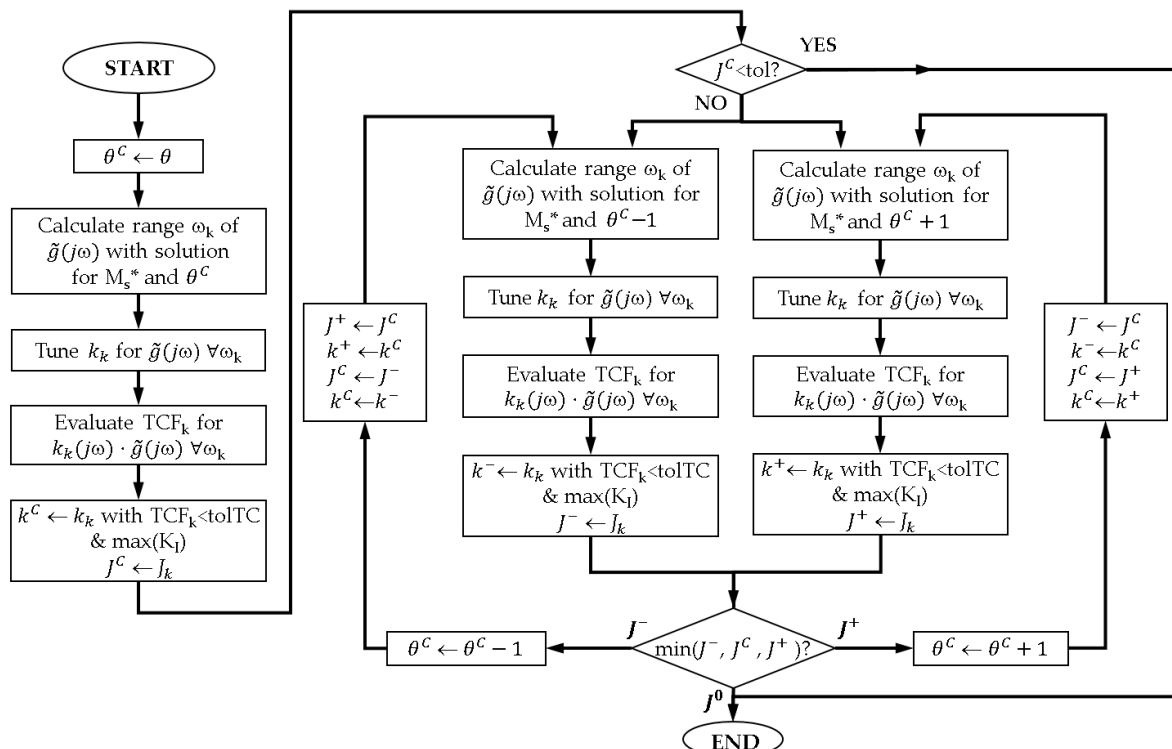 START
θ^C ← θ
Calculate range ω_k of
g̃(jω) with solution
for M_s* and θ^C
Tune k_k for g̃(jω) ∀ω_k
Evaluate TCF_k for
k_k(jω) · g̃(jω) ∀ω_k
k^C ← k_k with TCF_k<tolTC
& max(K_I)
J^C ← J_k
J^C<tol?
YES
NO
Calculate range ω_k of
g̃(jω) with solution for
M_s* and θ^C−1
Tune k_k for g̃(jω) ∀ω_k
Evaluate TCF_k for
k_k(jω) · g̃(jω) ∀ω_k
k^− ← k_k with TCF_k<tolTC
& max(K_I)
J^− ← J_k
Calculate range ω_k of
g̃(jω) with solution for
M_s* and θ^C + 1
Tune k_k for g̃(jω) ∀ω_k
Evaluate TCF_k for
k_k(jω) · g̃(jω) ∀ω_k
k^+ ← k_k with TCF_k<tolTC
& max(K_I)
J^+ ← J_k
J^+ ← J^C
k^+ ← k^C
J^C ← J^−
k^C ← k^−
J^− ← J^C
k^− ← k^C
J^C ← J^+
k^C ← k^+
θ^C ← θ^C − 1
J^−
min(J^−, J^C, J^+)?
J^+
θ^C ← θ^C + 1
J^0
END